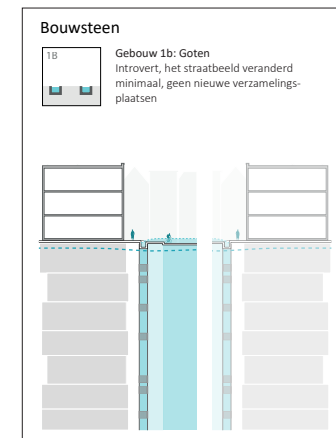 Bouwsteen
1B
Gebouw 1b: Goten
Introvert, het straatbeeld veranderd
minimaal, geen nieuwe verzamelings-
plaatsen